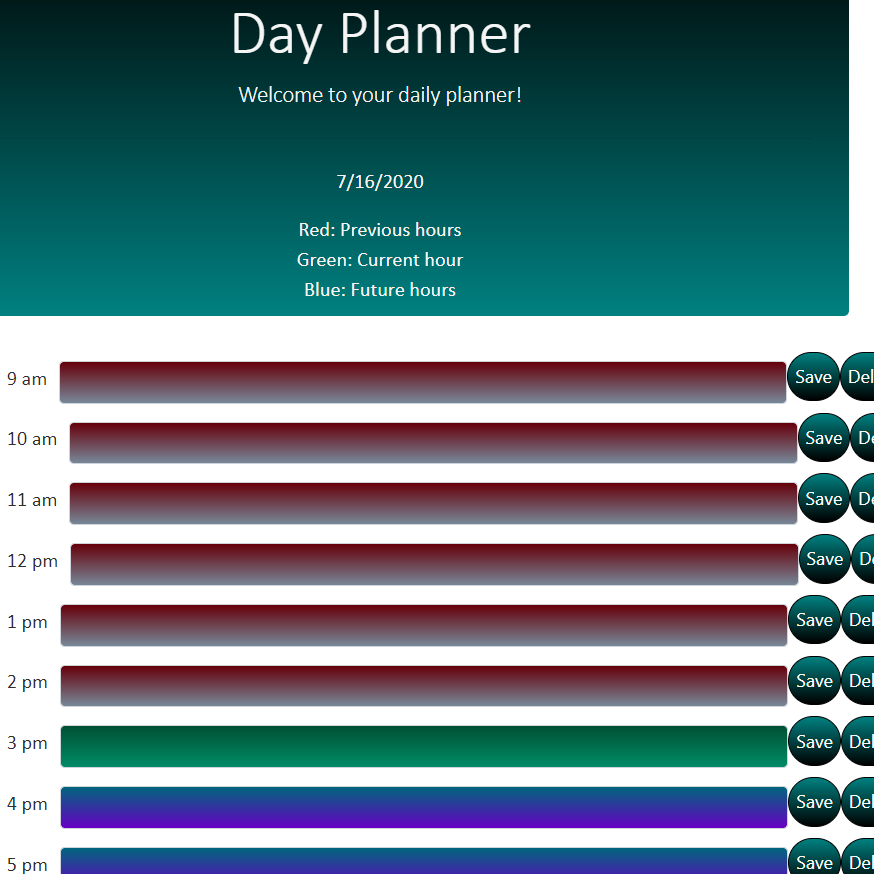 Day Planner
Welcome to your daily planner!
7/16/2020
Red: Previous hours
Green: Current hour
Blue: Future hours
9 am Save Del
10 am Save De
11 am Save De
12 pm Save De
1 pm Save Del
2 pm Save Del
3 pm Save Del
4 pm Save Del
5 pm Save Del